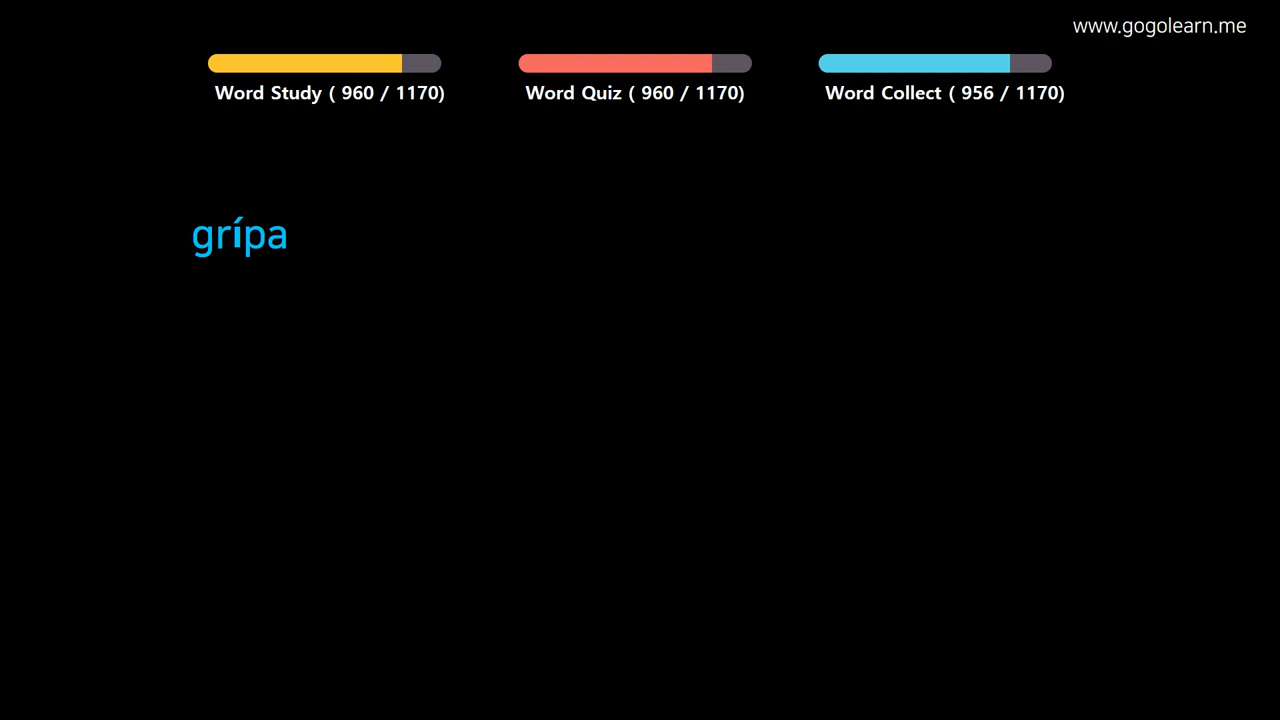 www.gogolearn.me
Word Study ( 960 / 1170)
Word Quiz ( 960 / 1170)
Word Collect ( 956 / 1170)
grípa